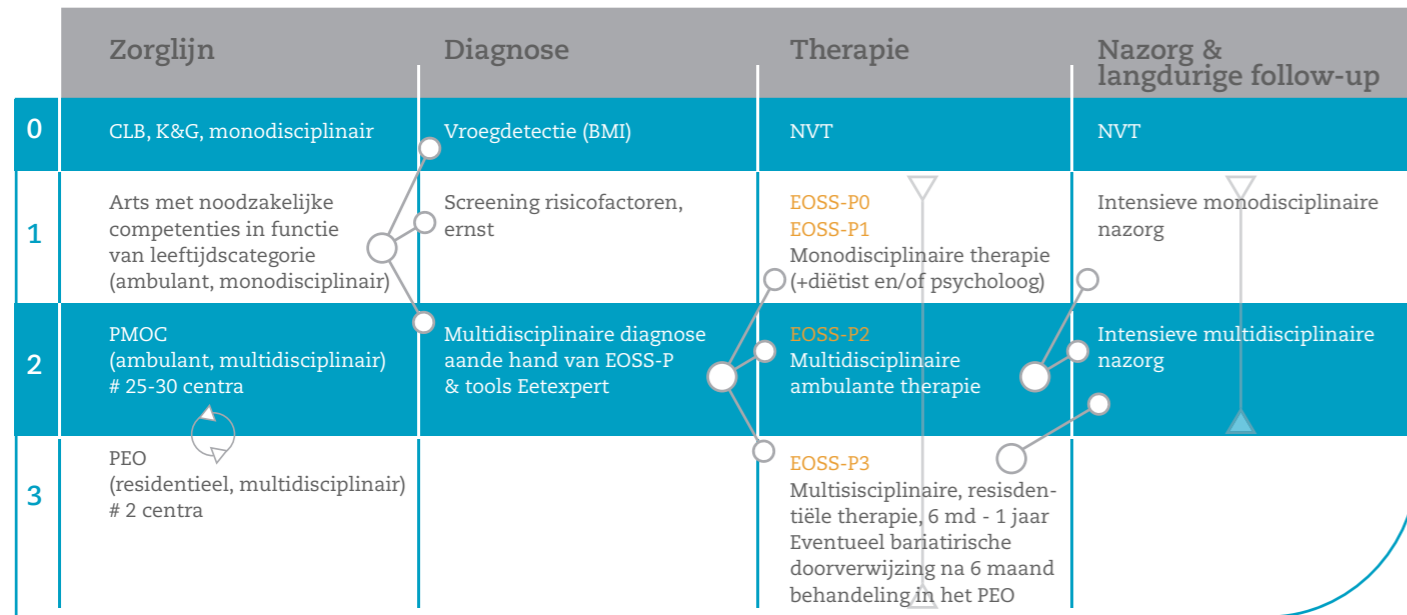 Zorglijn
Diagnose
Therapie
Nazorg &
langdurige follow-up
0
CLB, K&G, monodisciplinair
Vroegdetectie (BMI)
NVT
NVT
1
Arts met noodzakelijke
competenties in functie
van leeftijdscategorie
(ambulant, monodisciplinair)
Screening risicofactoren,
ernst
EOSS-P0
EOSS-P1
Monodisciplinaire therapie
(+diëtist en/of psycholoog)
Intensieve monodisciplinaire
nazorg
2
PMOC
(ambulant, multidisciplinair)
# 25-30 centra
Multidisciplinaire diagnose
aande hand van EOSS-P
& tools Eetexpert
EOSS-P2
Multidisciplinaire
ambulante therapie
Intensieve multidisciplinaire
nazorg
3
PEO
(residentieel, multidisciplinair)
# 2 centra
EOSS-P3
Multisisciplinaire, resisden-
tiële therapie, 6 md - 1 jaar
Eventueel bariatirische
doorverwijzing na 6 maand
behandeling in het PEO